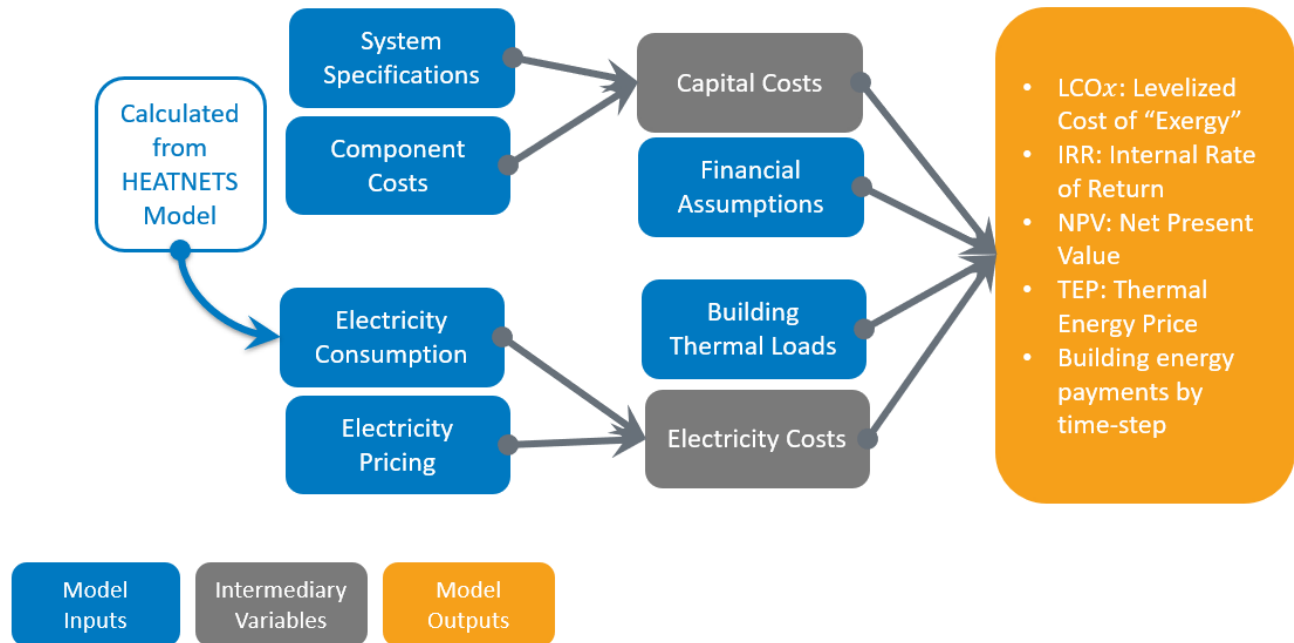 System
Specifications
Calculated
from
HEATNETS
Model
Component
Costs
Capital Costs
Financial
Assumptions
Electricity
Consumption
Electricity
Pricing
Building
Thermal Loads
Electricity Costs
• LCOx: Levelized
Cost of “Exergy”
• IRR: Internal Rate
of Return
• NPV: Net Present
Value
• TEP: Thermal
Energy Price
• Building energy
payments by
time-step
Model
Inputs
Intermediary
Variables
Model
Outputs